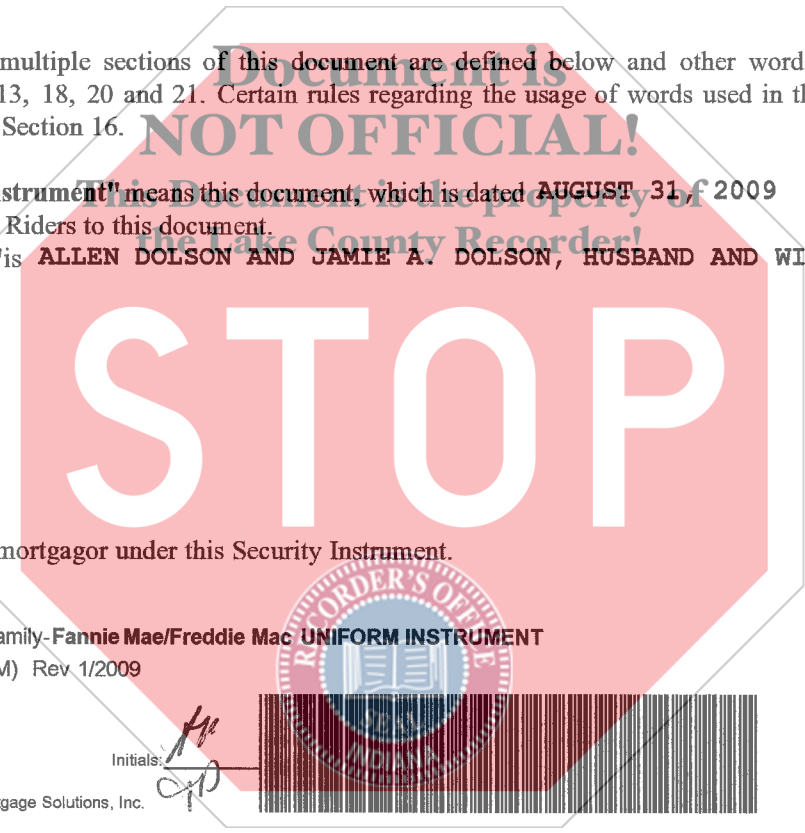 multiple sections of this document are defined below and other word
13, 18, 20 and 21. Certain rules regarding the usage of words used in th
Section 16.
Document is
NOT OFFICIAL!
This Document is the property of
the Lake County Recorder!
strument" means this document, which is dated AUGUST 31, 2009
Riders to this document.
is ALLEN DOLSON AND JAMIE A. DOLSON, HUSBAND AND WI
STOP
mortgagor under this Security Instrument.
RECORDER'S OFFICE
SEAL
INDIANA
amily-Fannie Mae/Freddie Mac UNIFORM INSTRUMENT
M) Rev 1/2009
Initials:
tgage Solutions, Inc.